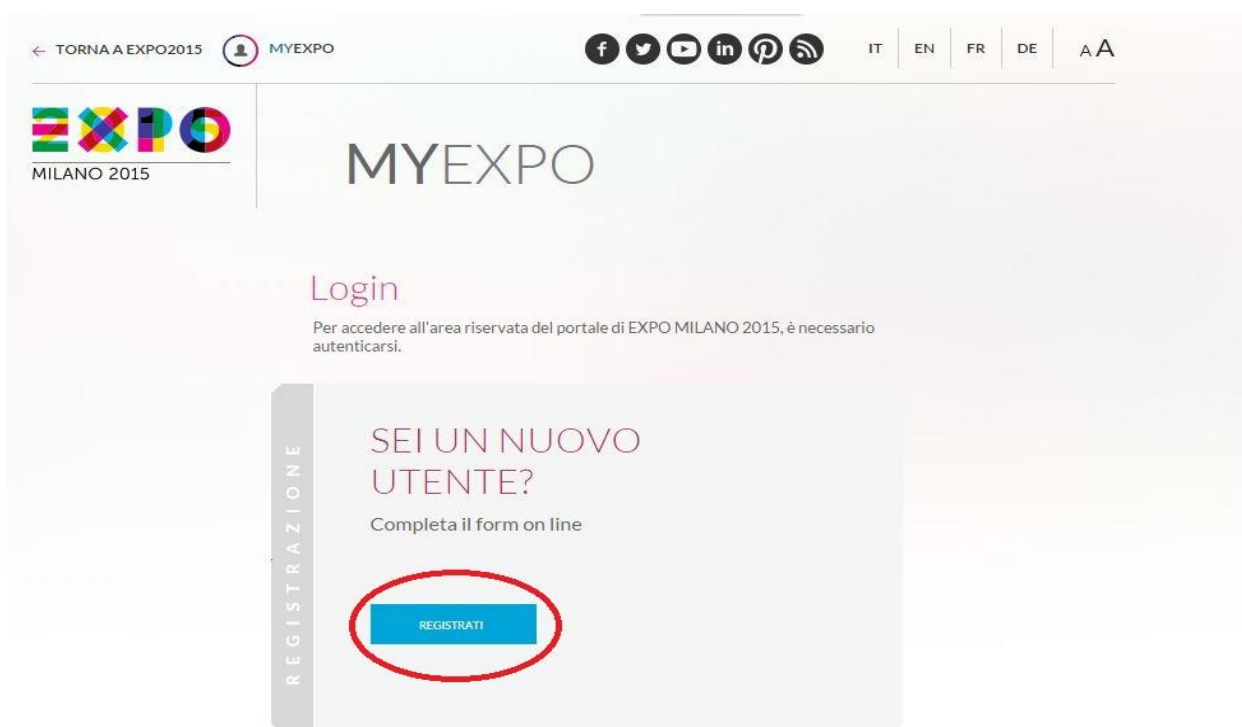 ← TORNA A EXPO2015 MYEXPO IT EN FR DE A A
EXPO
MILANO 2015
MYEXPO
Login
Per accedere all'area riservata del portale di EXPO MILANO 2015, è necessario
autenticarsi.
REGISTRAZIONE
SEI UN NUOVO
UTENTE?
Completa il form on line
REGISTRATI